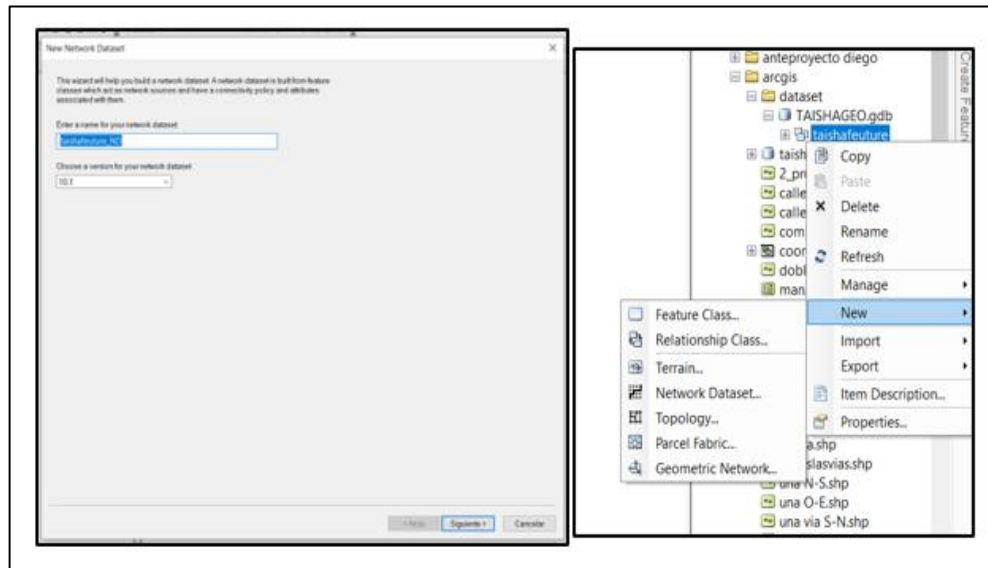 New Network Dataset
This wizard will help you build a network dataset. A network dataset is built from feature
classes which act as network sources and have a connectivity policy and attributes
associated with them.
Enter a name for your network dataset:
taishafeuture_ND
Choose a version for your network dataset:
10.1
< Atrás
Siguiente >
Cancelar
anteproyecto diego
arcgis
dataset
TAISHAGEO.gdb
taishafeuture
taish
2_pr
calle
calle
com
coor
dobl
man
Copy
Paste
Delete
Rename
Refresh
Manage
New
Import
Export
Item Description...
Properties...
Feature Class...
Relationship Class...
Terrain...
Network Dataset...
Topology...
Parcel Fabric...
Geometric Network...
a.shp
slasvias.shp
una N-S.shp
una O-E.shp
una via S-N.shp
Create Featur